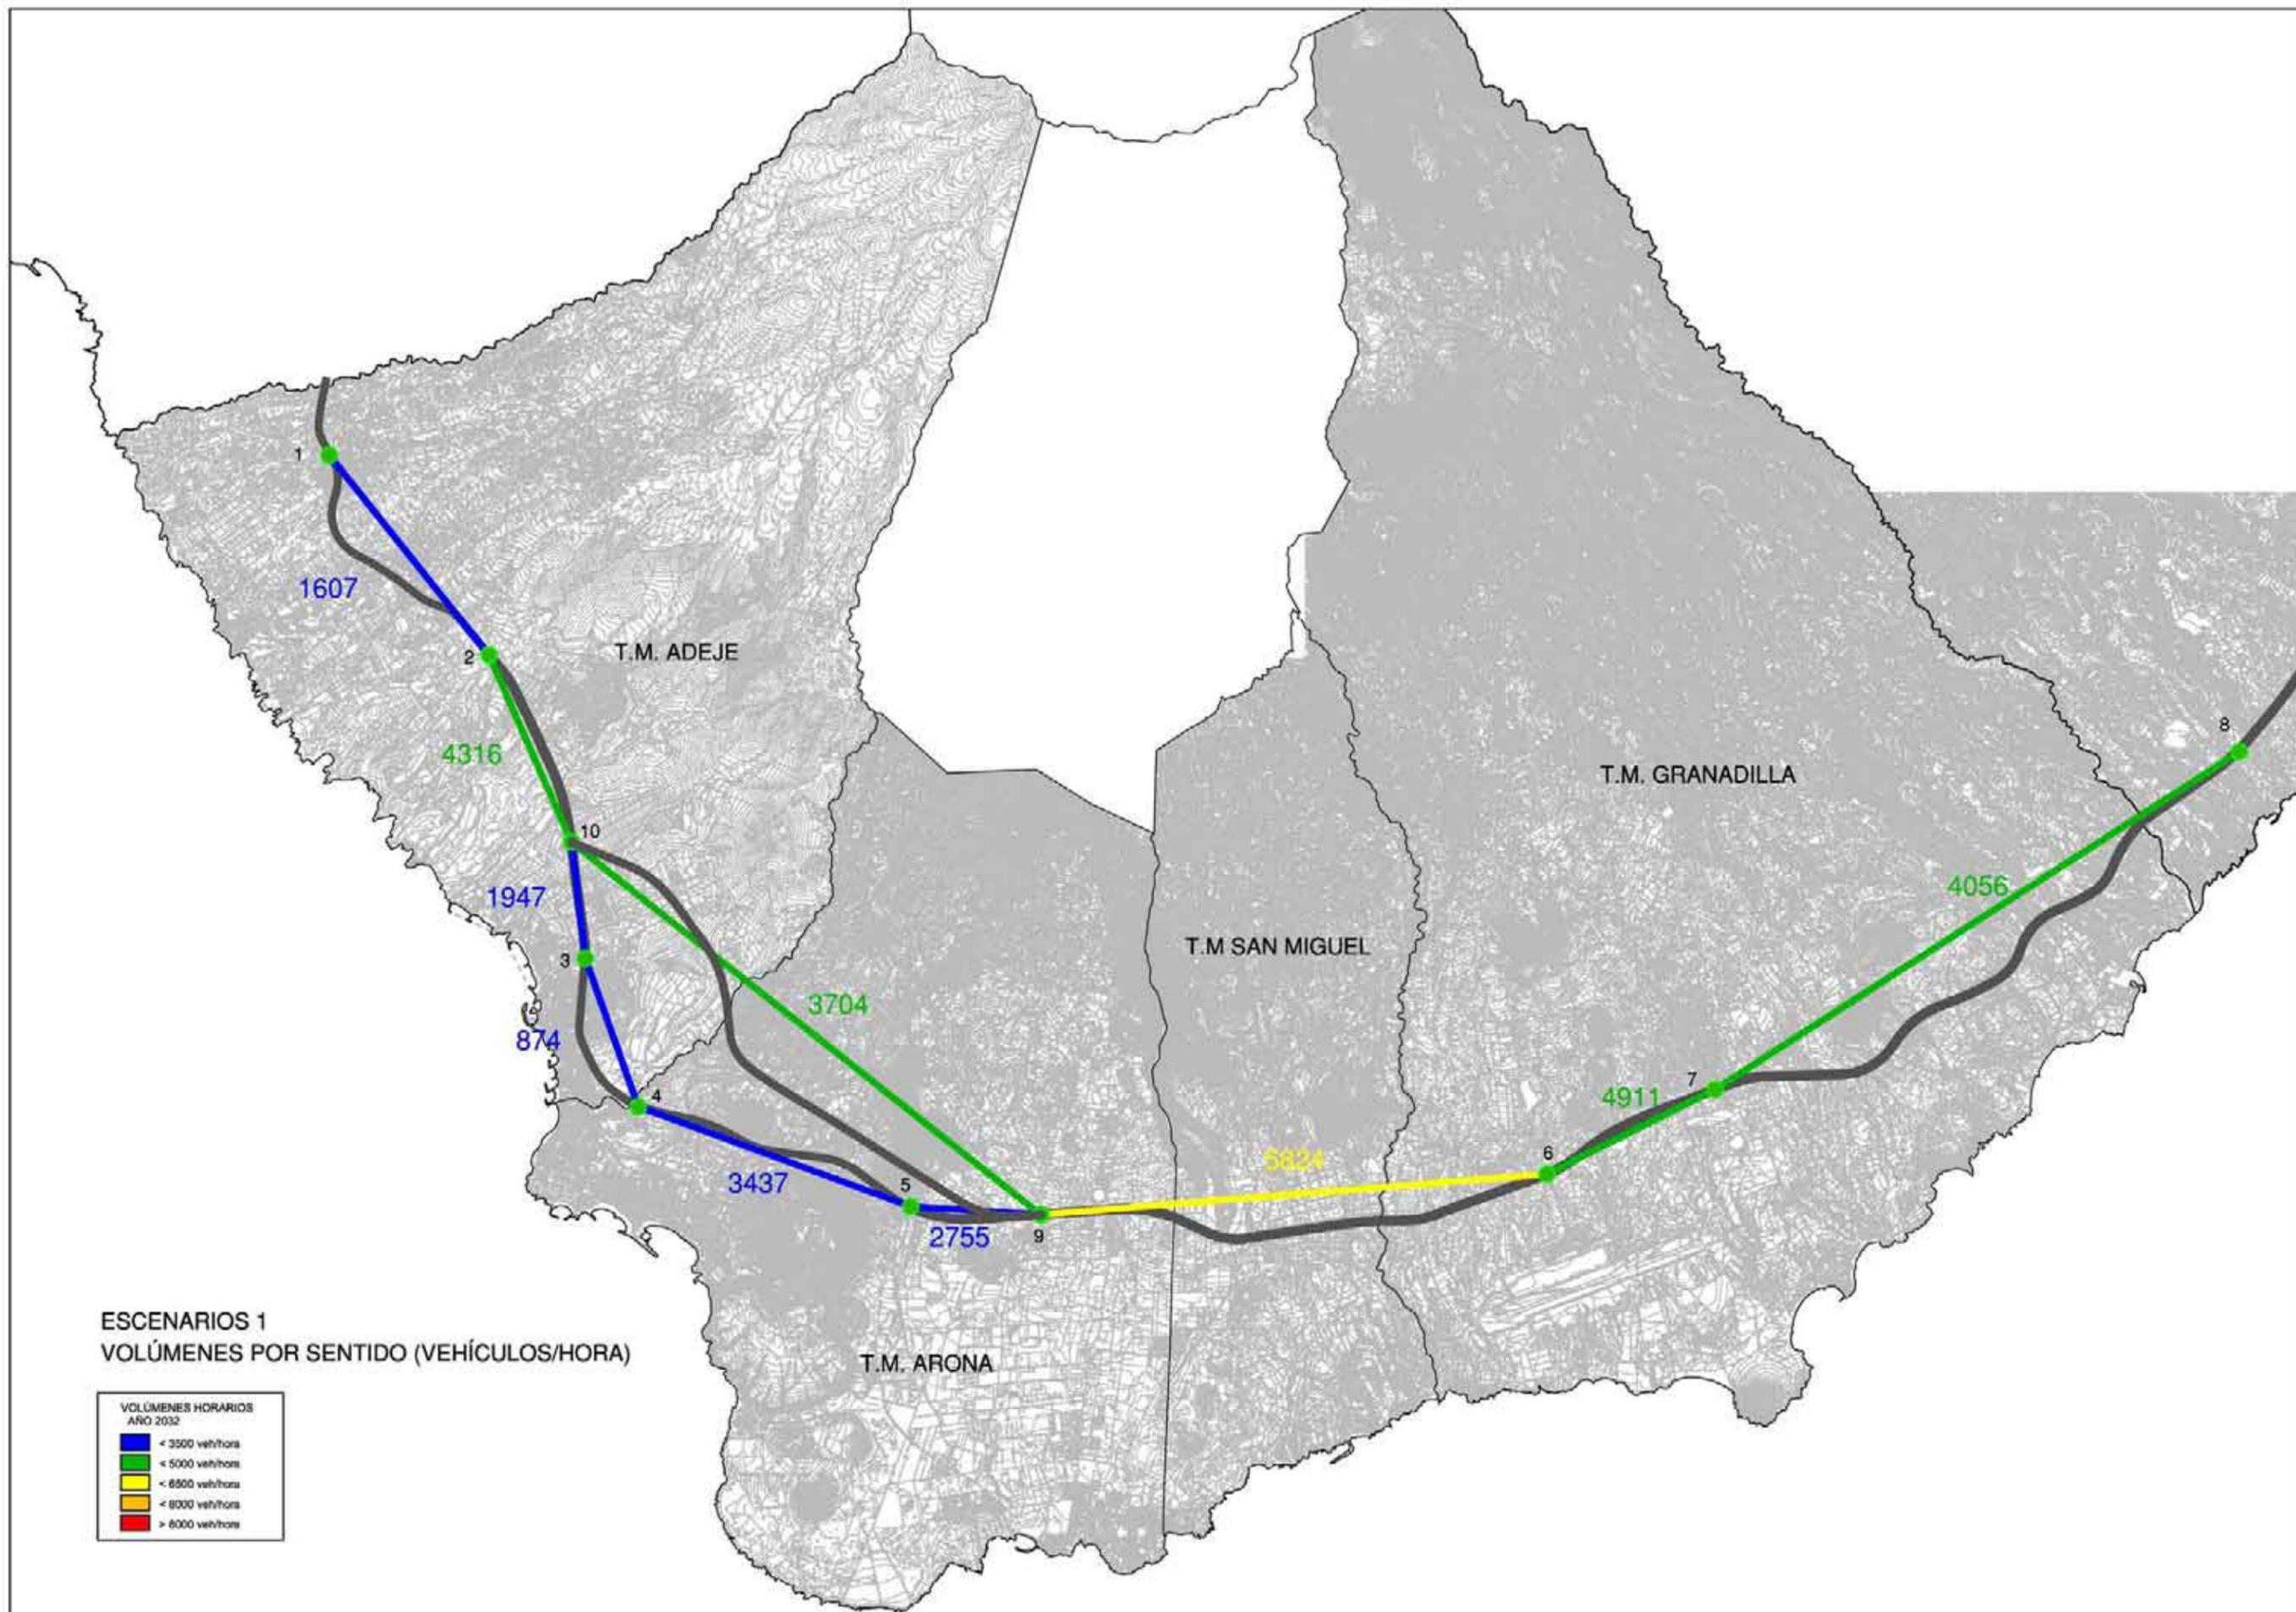 1
1607
2
T.M. ADEJE
4316
8
T.M. GRANADILLA
10
4056
1947
T.M SAN MIGUEL
3
3704
874
7
4911
4
6
5824
5
3437
2755
9
ESCENARIOS 1
VOLÚMENES POR SENTIDO (VEHÍCULOS/HORA)
T.M. ARONA
VOLÚMENES HORARIOS
AÑO 2032
< 3500 veh/hora
< 5000 veh/hora
< 6500 veh/hora
< 8000 veh/hora
> 8000 veh/hora